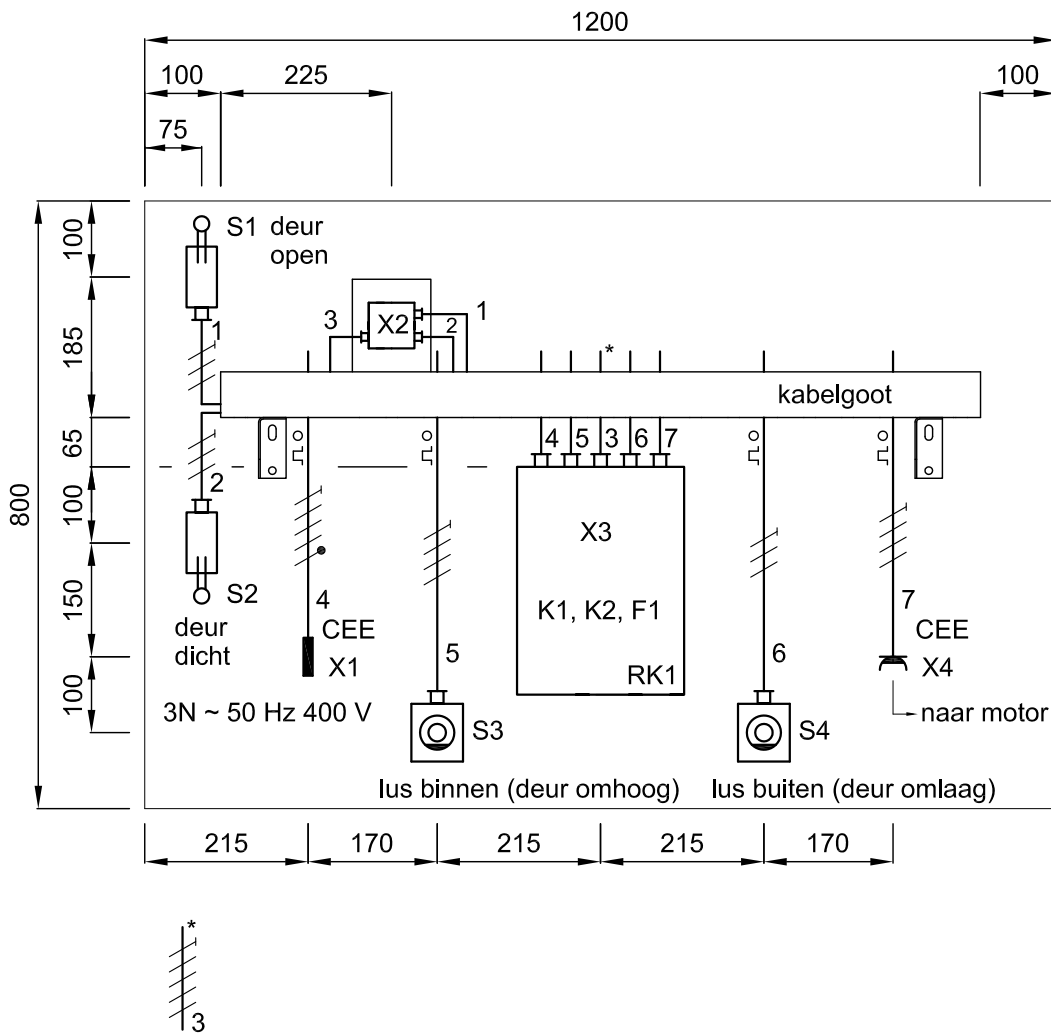 1200
100
225
100
75
S1 deur
open
100
185
65
100
150
100
800
3
X2
1
2
1
*
kabelgoot
4
5
3
6
7
2
X3
K1, K2, F1
RK1
S2
deur
dicht
4
CEE
X1
5
6
7
CEE
X4
3N ~ 50 Hz 400 V
S3
S4
naar motor
lus binnen (deur omhoog)
lus buiten (deur omlaag)
215
170
215
215
170
*
3